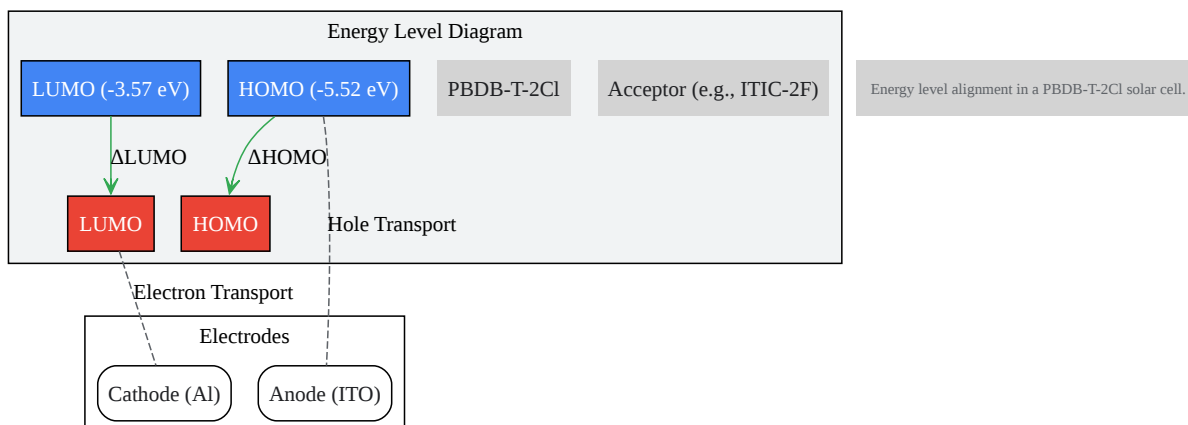 Energy Level Diagram
LUMO (-3.57 eV)
HOMO (-5.52 eV)
PBDB-T-2Cl
Acceptor (e.g., ITIC-2F)
Energy level alignment in a PBDB-T-2Cl solar cell.
ΔLUMO
ΔHOMO
LUMO
HOMO
Hole Transport
Electron Transport
Electrodes
Cathode (Al)
Anode (ITO)